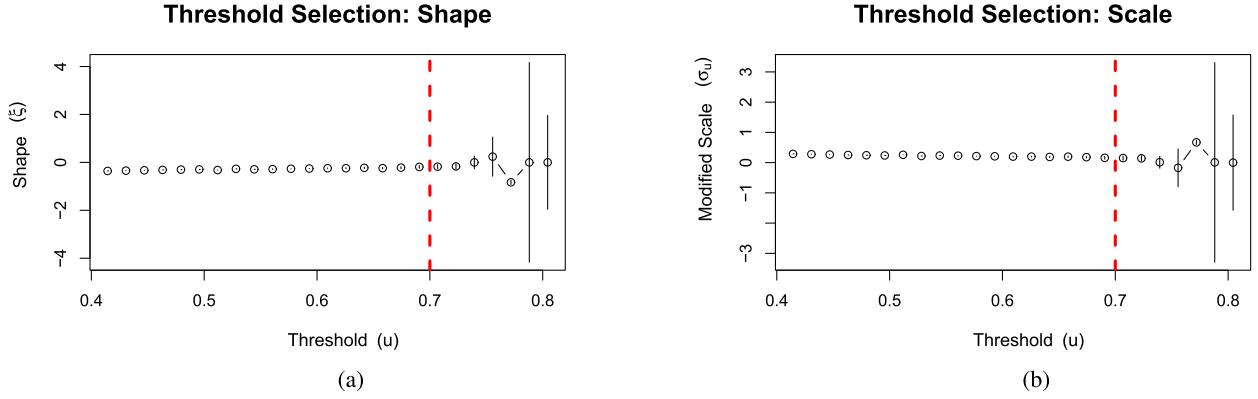 Threshold Selection: Shape
Shape (ξ)
4
2
0
−2
−4
0.4 0.5 0.6 0.7 0.8
Threshold (u)
(a)
Threshold Selection: Scale
Modified Scale (σu)
3
2
1
0
−1
−3
0.4 0.5 0.6 0.7 0.8
Threshold (u)
(b)